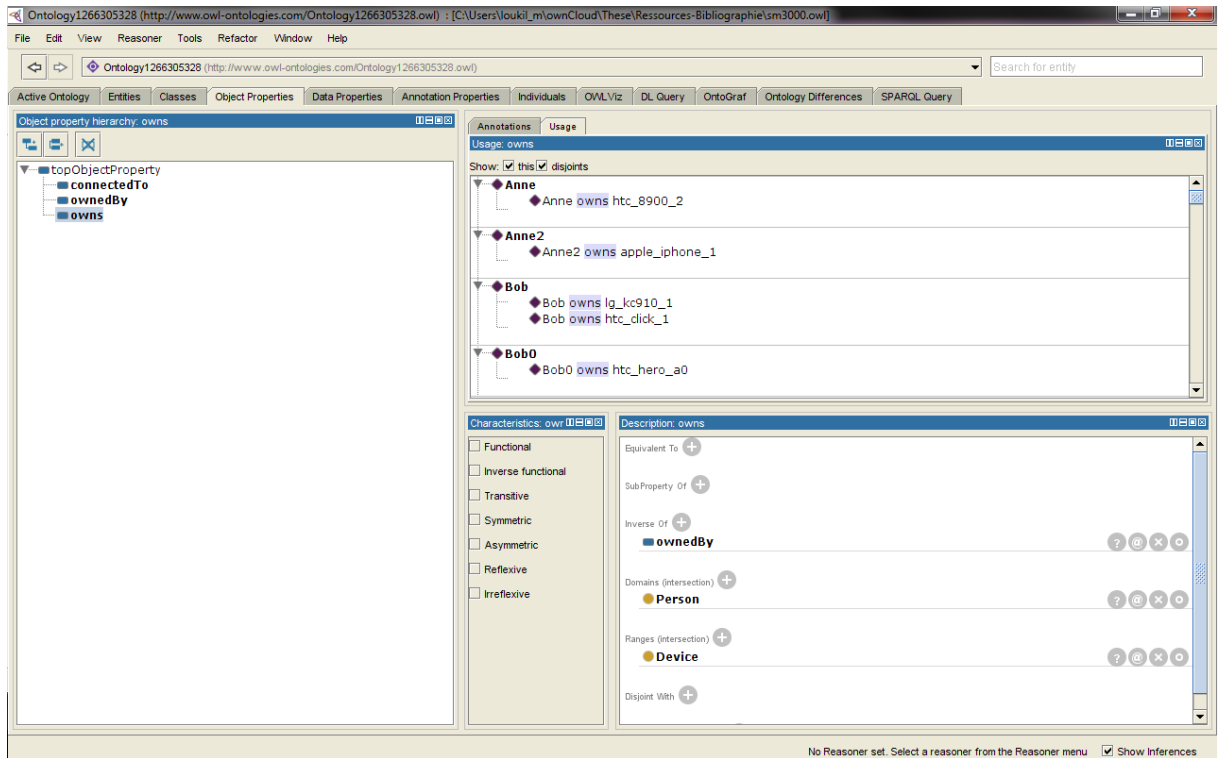 Ontology1266305328 (http://www.owl-ontologies.com/Ontology1266305328.owl) : [C:\Users\loukil_m\ownCloud\These\Ressources-Bibliographie\sm3000.owl]
File Edit View Reasoner Tools Refactor Window Help
Ontology1266305328 (http://www.owl-ontologies.com/Ontology1266305328.owl)
Search for entity
Active Ontology Entities Classes Object Properties Data Properties Annotation Properties Individuals OWLViz DL Query OntoGraf Ontology Differences SPARQL Query
Object property hierarchy: owns
topObjectProperty
connectedTo
ownedBy
owns
Annotations Usage
Usage: owns
Show: this disjoints
Anne
Anne owns htc_8900_2
Anne2
Anne2 owns apple_iphone_1
Bob
Bob owns lg_kc910_1
Bob owns htc_click_1
Bob0
Bob0 owns htc_hero_a0
Characteristics: owr
Functional
Inverse functional
Transitive
Symmetric
Asymmetric
Reflexive
Irreflexive
Description: owns
Equivalent To
SubProperty Of
Inverse Of
ownedBy
Domains (intersection)
Person
Ranges (intersection)
Device
Disjoint With
No Reasoner set. Select a reasoner from the Reasoner menu Show Inferences